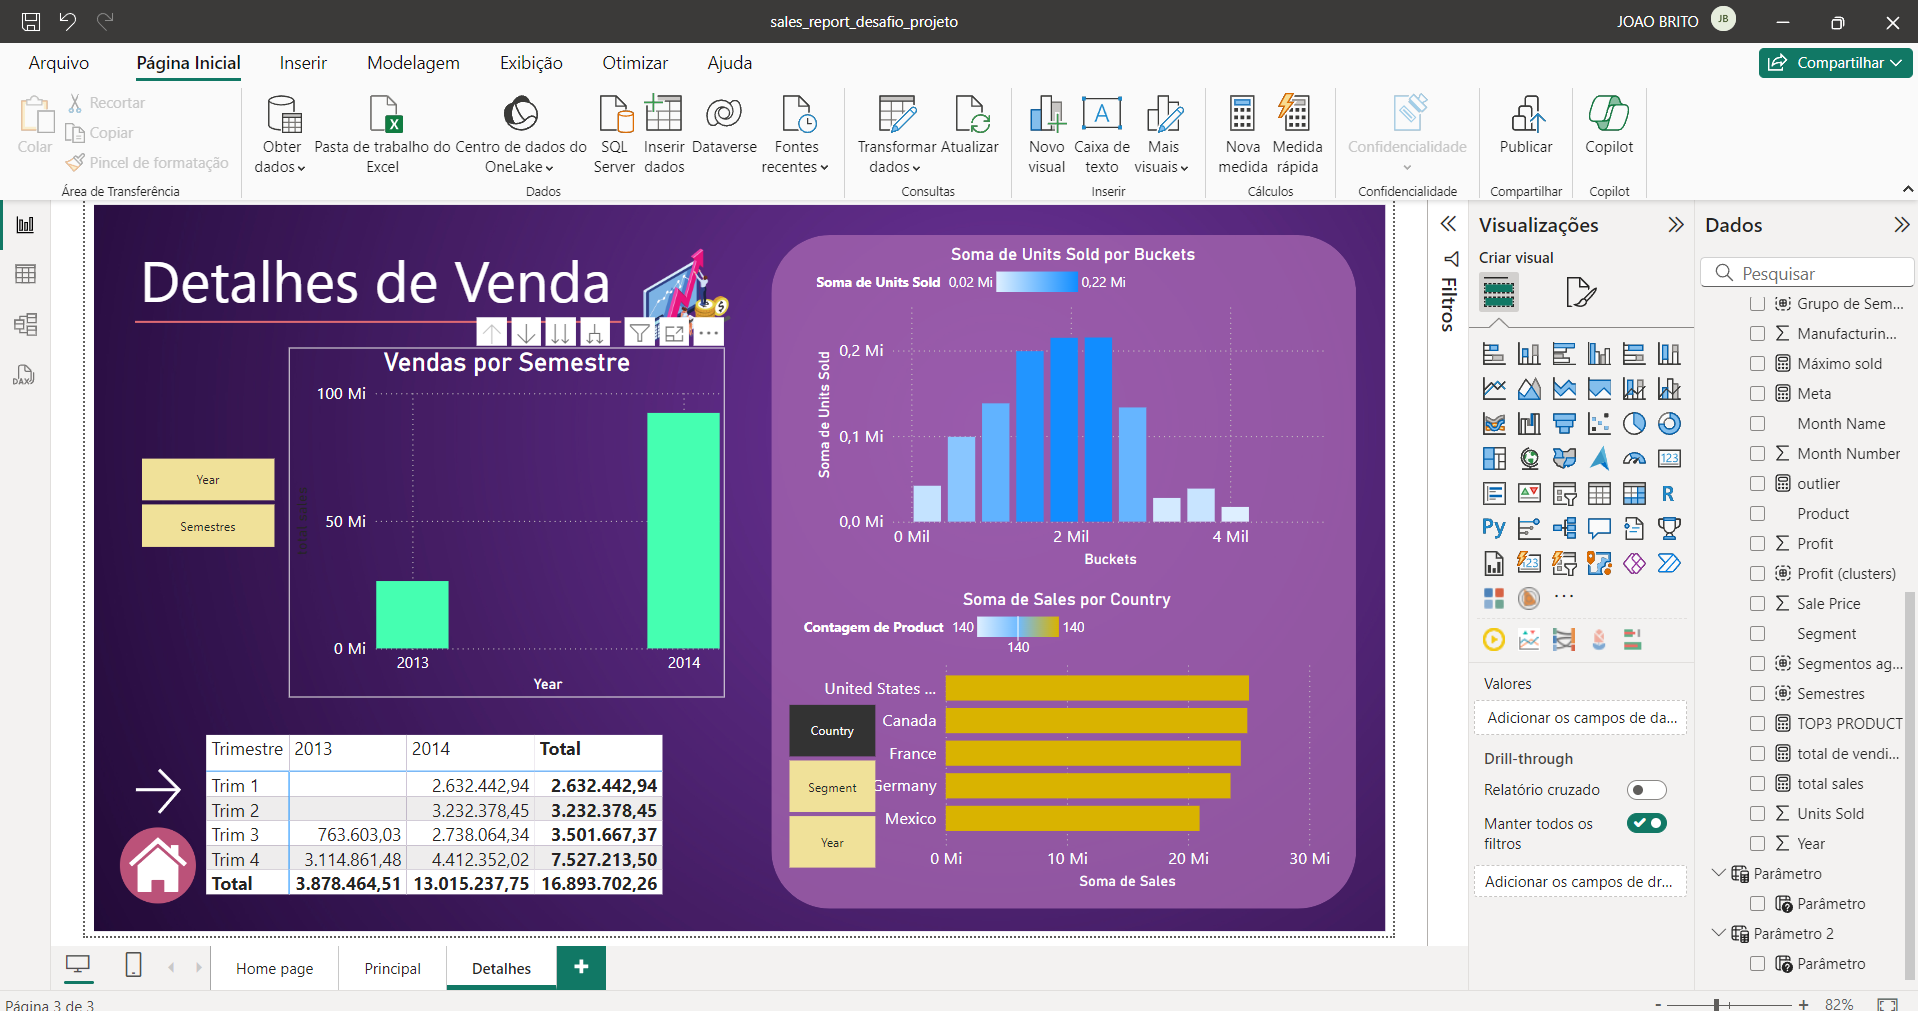 sales_report_desafio_projeto
JOAO BRITO
JB
Arquivo
Página Inicial
Inserir
Modelagem
Exibição
Otimizar
Ajuda
Compartilhar
Colar
Recortar
Copiar
Pincel de formatação
Área de Transferência
Obter dados
Pasta de trabalho do Excel
Centro de dados do OneLake
SQL Server
Inserir dados
Dataverse
Fontes recentes
Dados
Transformar dados
Atualizar
Consultas
Novo visual
Caixa de texto
Mais visuais
Inserir
Nova medida
Medida rápida
Cálculos
Confidencialidade
Confidencialidade
Publicar
Compartilhar
Copilot
Copilot
Detalhes de Venda
Vendas por Semestre
100 Mi
50 Mi
0 Mi
2013
2014
Year
Year
Semestres
Trimestre 2013 2014 Total
Trim 1 2.632.442,94 2.632.442,94
Trim 2 3.232.378,45 3.232.378,45
Trim 3 763.603,03 2.738.064,34 3.501.667,37
Trim 4 3.114.861,48 4.412.352,02 7.527.213,50
Total 3.878.464,51 13.015.237,75 16.893.702,26
Soma de Units Sold por Buckets
Soma de Units Sold 0,02 Mi 0,22 Mi
Soma de Units Sold
0,2 Mi
0,1 Mi
0,0 Mi
0 Mil
2 Mil
4 Mil
Buckets
Soma de Sales por Country
Contagem de Product 140 140
140
United States ...
Canada
France
Germany
Mexico
0 Mi
10 Mi
20 Mi
30 Mi
Soma de Sales
Country
Segment
Year
Filtros
Visualizações
Criar visual
123
R
Py
123
...
Valores
Adicionar os campos de da...
Drill-through
Relatório cruzado
Manter todos os filtros
Adicionar os campos de dr...
Dados
Pesquisar
Grupo de Sem...
Manufacturin...
Máximo sold
Meta
Month Name
Month Number
outlier
Product
Profit
Profit (clusters)
Sale Price
Segment
Segmentos ag...
Semestres
TOP3 PRODUCT
total de vendi...
total sales
Units Sold
Year
Parâmetro
Parâmetro
Parâmetro 2
Parâmetro
Home page
Principal
Detalhes
Página 3 de 3
- + 82%